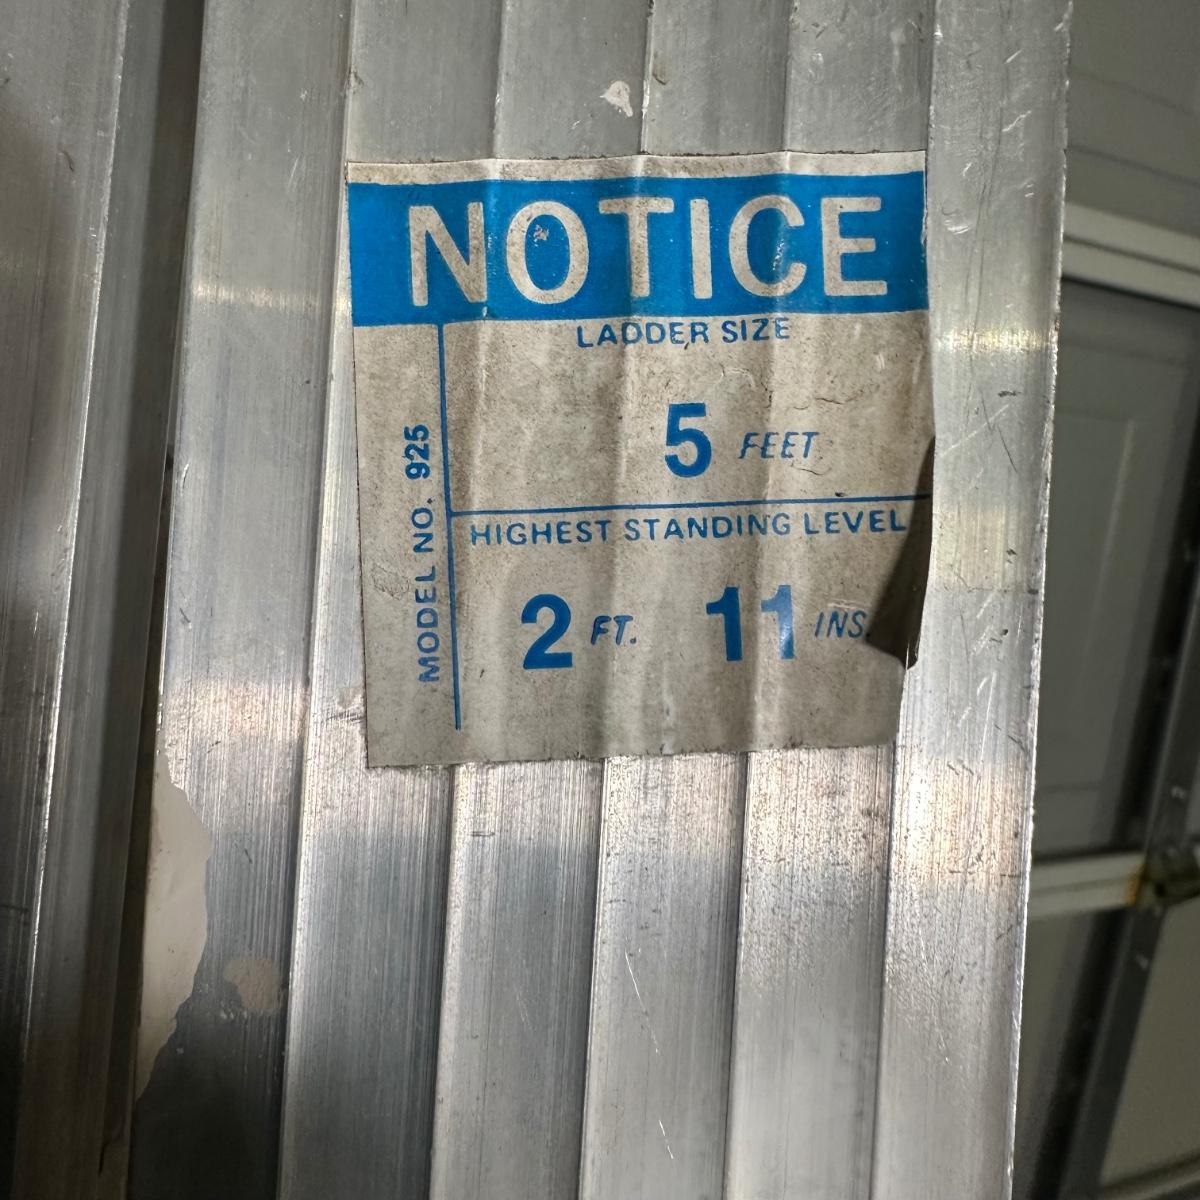 NOTICE
LADDER SIZE
5 FEET
HIGHEST STANDING LEVEL
2 FT. 11 INS.
MODEL NO. 925